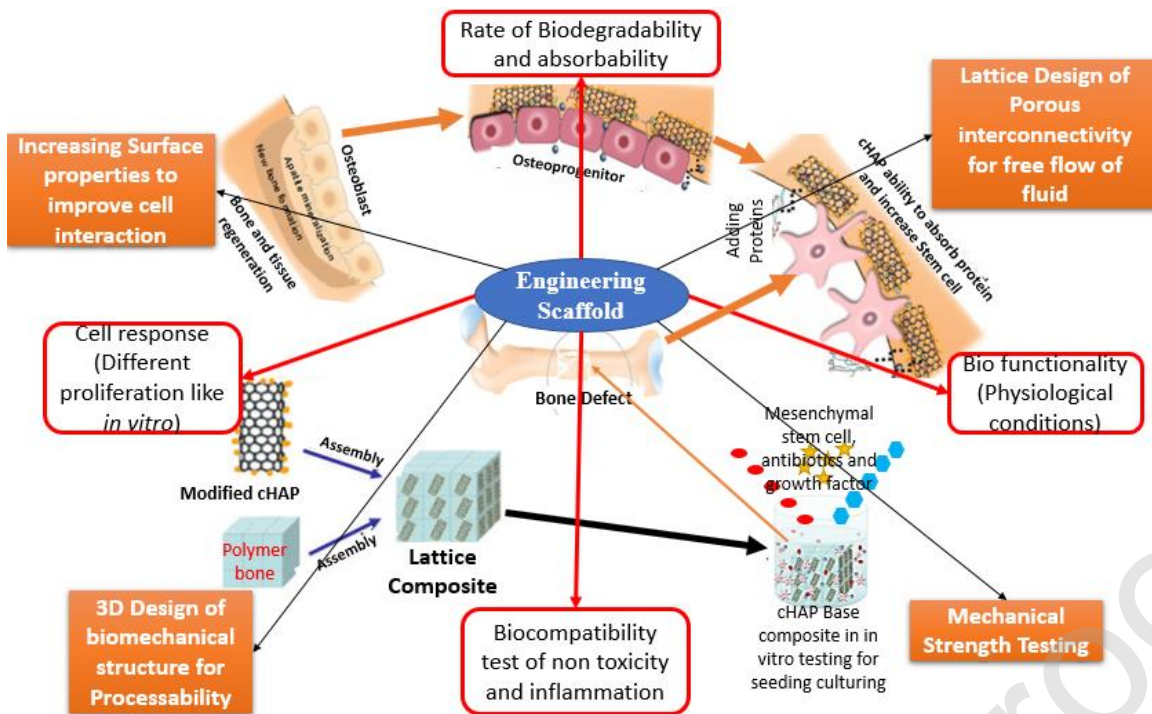 Rate of Biodegradability
and absorbability
Lattice Design of
Porous
interconnectivity
for free flow of
fluid
Increasing Surface
properties to
improve cell
interaction
New bone formation
Apatite mineralization
Osteoblast
Bone and tissue
regeneration
Osteoprogenitor
Adding
Proteins
cHAP ability to absorb protein
and increase Stem cell
Engineering
Scaffold
Cell response
(Different
proliferation like
in vitro)
Bone Defect
Bio functionality
(Physiological
conditions)
Mesenchymal
stem cell,
antibiotics and
growth factor
Modified cHAP
Assembly
Assembly
Polymer
bone
Lattice
Composite
3D Design of
biomechanical
structure for
Processability
Biocompatibility
test of non toxicity
and inflammation
cHAP Base
composite in in
vitro testing for
seeding culturing
Mechanical
Strength Testing